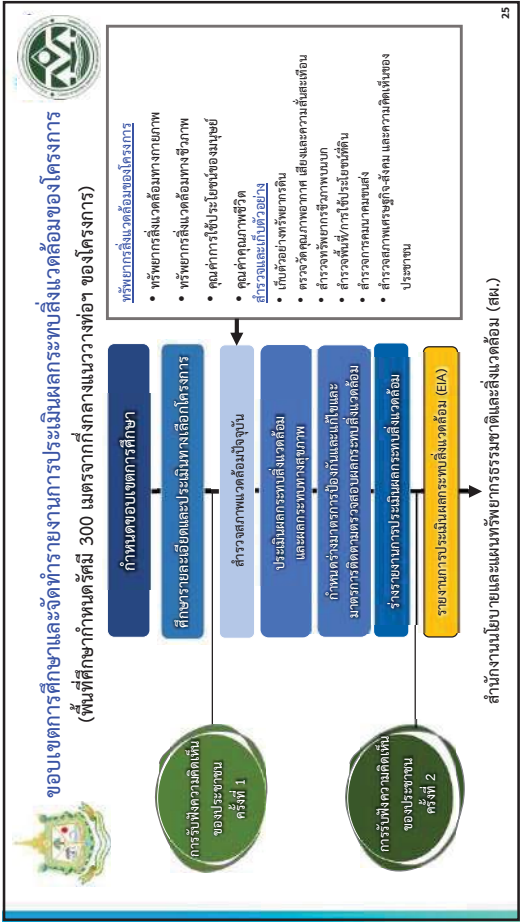 ขอบเขตการศึกษาและจัดทำรายงานการประเมินผลกระทบสิ่งแวดล้อมของโครงการ
(พื้นที่ศึกษากำหนดรัศมี 300 เมตรจากกึ่งกลางแนววางท่อฯ ของโครงการ)
การรับฟังความคิดเห็น
ของประชาชน
ครั้งที่ 1
การรับฟังความคิดเห็น
ของประชาชน
ครั้งที่ 2
กำหนดขอบเขตการศึกษา
ศึกษารายละเอียดและประเมินทางเลือกโครงการ
สำรวจสภาพแวดล้อมปัจจุบัน
ประเมินผลกระทบสิ่งแวดล้อม
และผลกระทบทางสุขภาพ
กำหนดร่างมาตรการป้องกันและแก้ไขและ
มาตรการติดตามตรวจสอบผลกระทบสิ่งแวดล้อม
ร่างรายงานการประเมินผลกระทบสิ่งแวดล้อม
รายงานการประเมินผลกระทบสิ่งแวดล้อม (EIA)
สำนักงานนโยบายและแผนทรัพยากรธรรมชาติและสิ่งแวดล้อม (สผ.)
ทรัพยากรสิ่งแวดล้อมของโครงการ
• ทรัพยากรสิ่งแวดล้อมทางกายภาพ
• ทรัพยากรสิ่งแวดล้อมทางชีวภาพ
• คุณค่าการใช้ประโยชน์ของมนุษย์
• คุณค่าคุณภาพชีวิต
สำรวจและเก็บตัวอย่าง
• เก็บตัวอย่างทรัพยากรดิน
• ตรวจวัดคุณภาพอากาศ เสียงและความสั่นสะเทือน
• สำรวจทรัพยากรชีวภาพบนบก
• สำรวจพื้นที่/การใช้ประโยชน์ที่ดิน
• สำรวจการคมนาคมขนส่ง
• สำรวจสภาพเศรษฐกิจ-สังคม และความคิดเห็นของ
ประชาชน
25